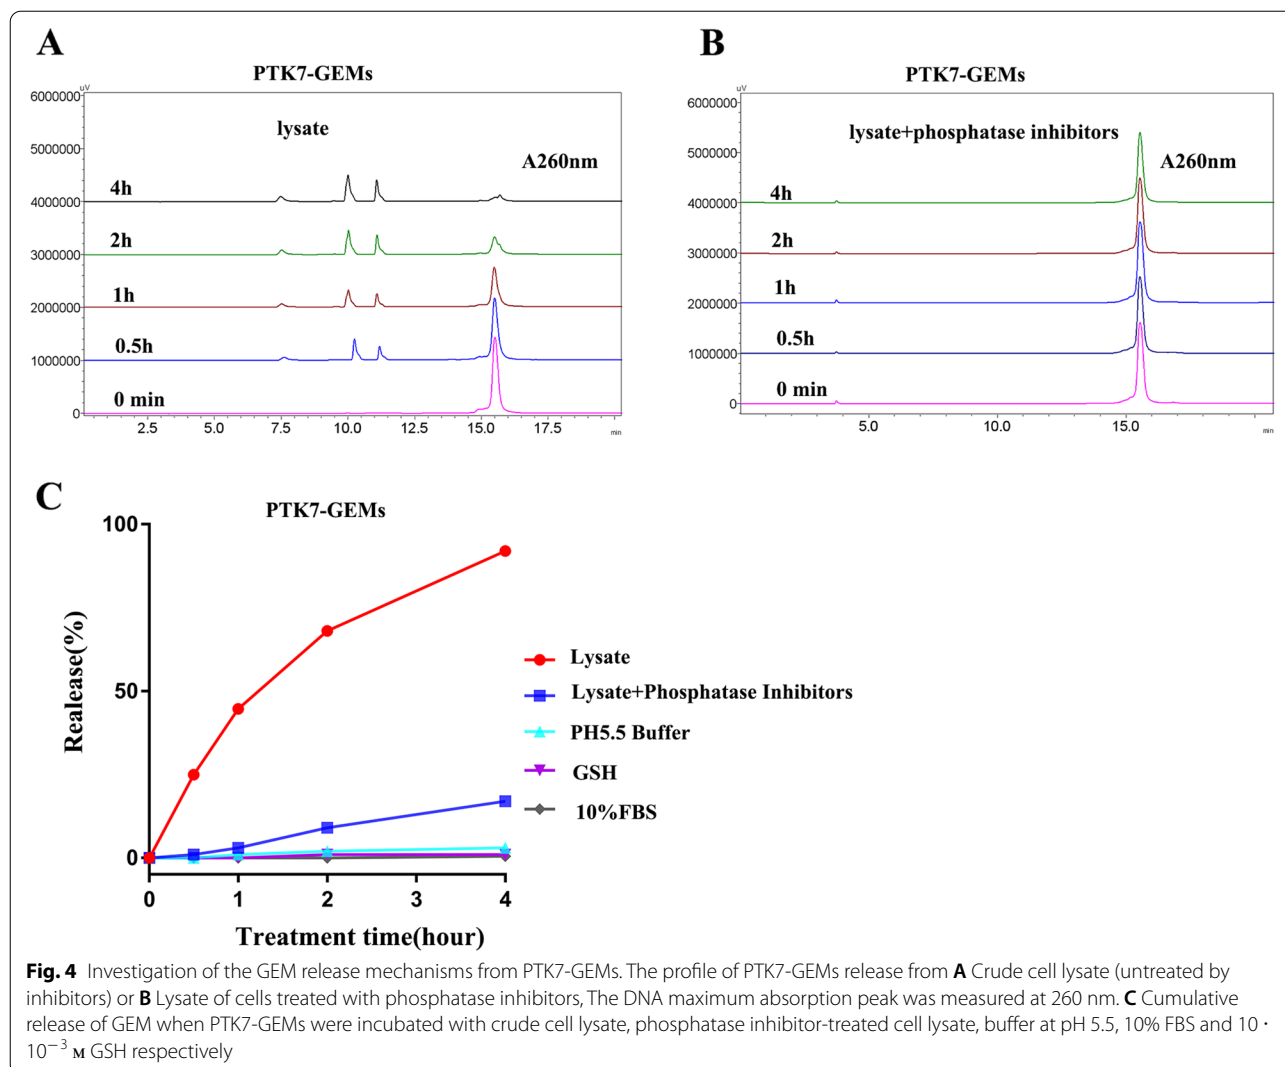 A
PTK7-GEMs
uV
6000000
lysate
5000000
A260nm
4h
4000000
2h
3000000
1h
2000000
0.5h
1000000
0 min
0
2.5 5.0 7.5 10.0 12.5 15.0 17.5
min
B
PTK7-GEMs
uV
6000000
lysate+phosphatase inhibitors
5000000
A260nm
4h
4000000
2h
3000000
1h
2000000
0.5h
1000000
0 min
0
5.0 10.0 15.0
min
C
PTK7-GEMs
100
50
0
Realease(%)
0 1 2 3 4
Treatment time(hour)
Lysate
Lysate+Phosphatase Inhibitors
PH5.5 Buffer
GSH
10%FBS
Fig. 4 Investigation of the GEM release mechanisms from PTK7-GEMs. The profile of PTK7-GEMs release from A Crude cell lysate (untreated by
inhibitors) or B Lysate of cells treated with phosphatase inhibitors, The DNA maximum absorption peak was measured at 260 nm. C Cumulative
release of GEM when PTK7-GEMs were incubated with crude cell lysate, phosphatase inhibitor-treated cell lysate, buffer at pH 5.5, 10% FBS and 10 ·
10⁻³ M GSH respectively